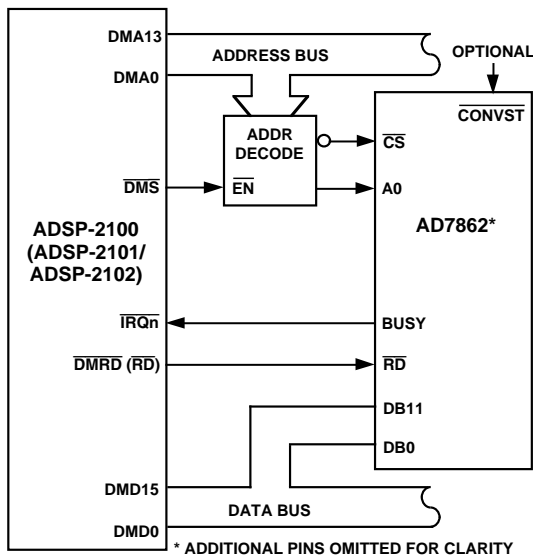 DMA13
ADDRESS BUS
OPTIONAL
DMA0
CONVST
ADDR
DECODE
CS
DMS
EN
A0
ADSP-2100
(ADSP-2101/
ADSP-2102)
AD7862*
IRQn
BUSY
DMRD (RD)
RD
DB11
DB0
DMD15
DATA BUS
DMD0
* ADDITIONAL PINS OMITTED FOR CLARITY